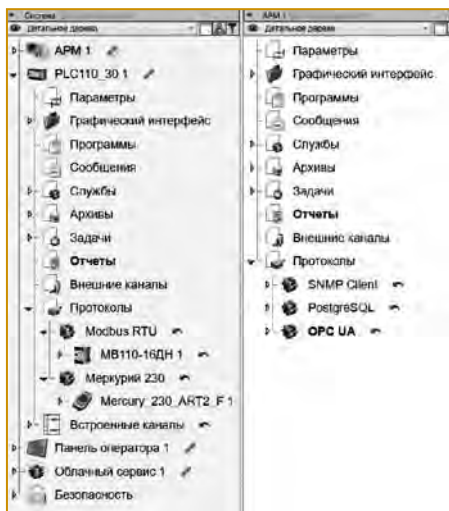 Система
Детальное дерево
АРМ 1
PLC110_30 1
Параметры
Графический интерфейс
Программы
Сообщения
Службы
Архивы
Задачи
Отчеты
Внешние каналы
Протоколы
Modbus RTU
МВ110-16ДН 1
Меркурий 230
Mercury_230_ART2_F 1
Встроенные каналы
Панель оператора 1
Облачный сервис 1
Безопасность
АРМ 1
Детальное дерево
Параметры
Графический интерфейс
Программы
Сообщения
Службы
Архивы
Задачи
Отчеты
Внешние каналы
Протоколы
SNMP Client
PostgreSQL
OPC UA